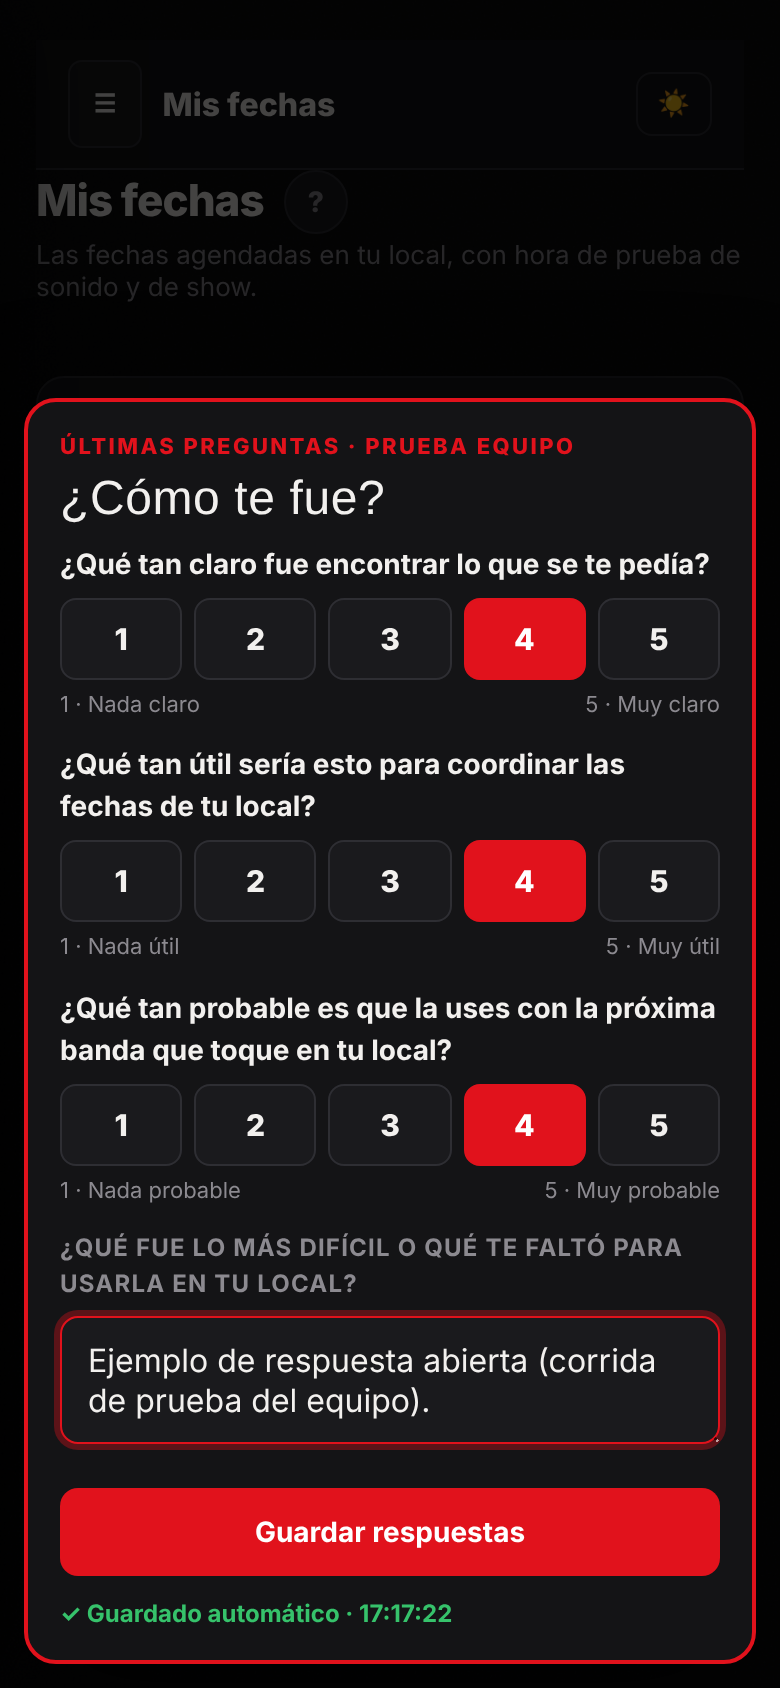 ☰ Mis fechas ☀️
Mis fechas ?
Las fechas agendadas en tu local, con hora de prueba de
sonido y de show.
ÚLTIMAS PREGUNTAS · PRUEBA EQUIPO
¿Cómo te fue?
¿Qué tan claro fue encontrar lo que se te pedía?
1 2 3 4 5
1 · Nada claro 5 · Muy claro
¿Qué tan útil sería esto para coordinar las
fechas de tu local?
1 2 3 4 5
1 · Nada útil 5 · Muy útil
¿Qué tan probable es que la uses con la próxima
banda que toque en tu local?
1 2 3 4 5
1 · Nada probable 5 · Muy probable
¿QUÉ FUE LO MÁS DIFÍCIL O QUÉ TE FALTÓ PARA
USARLA EN TU LOCAL?
Ejemplo de respuesta abierta (corrida
de prueba del equipo).
Guardar respuestas
✓ Guardado automático · 17:17:22